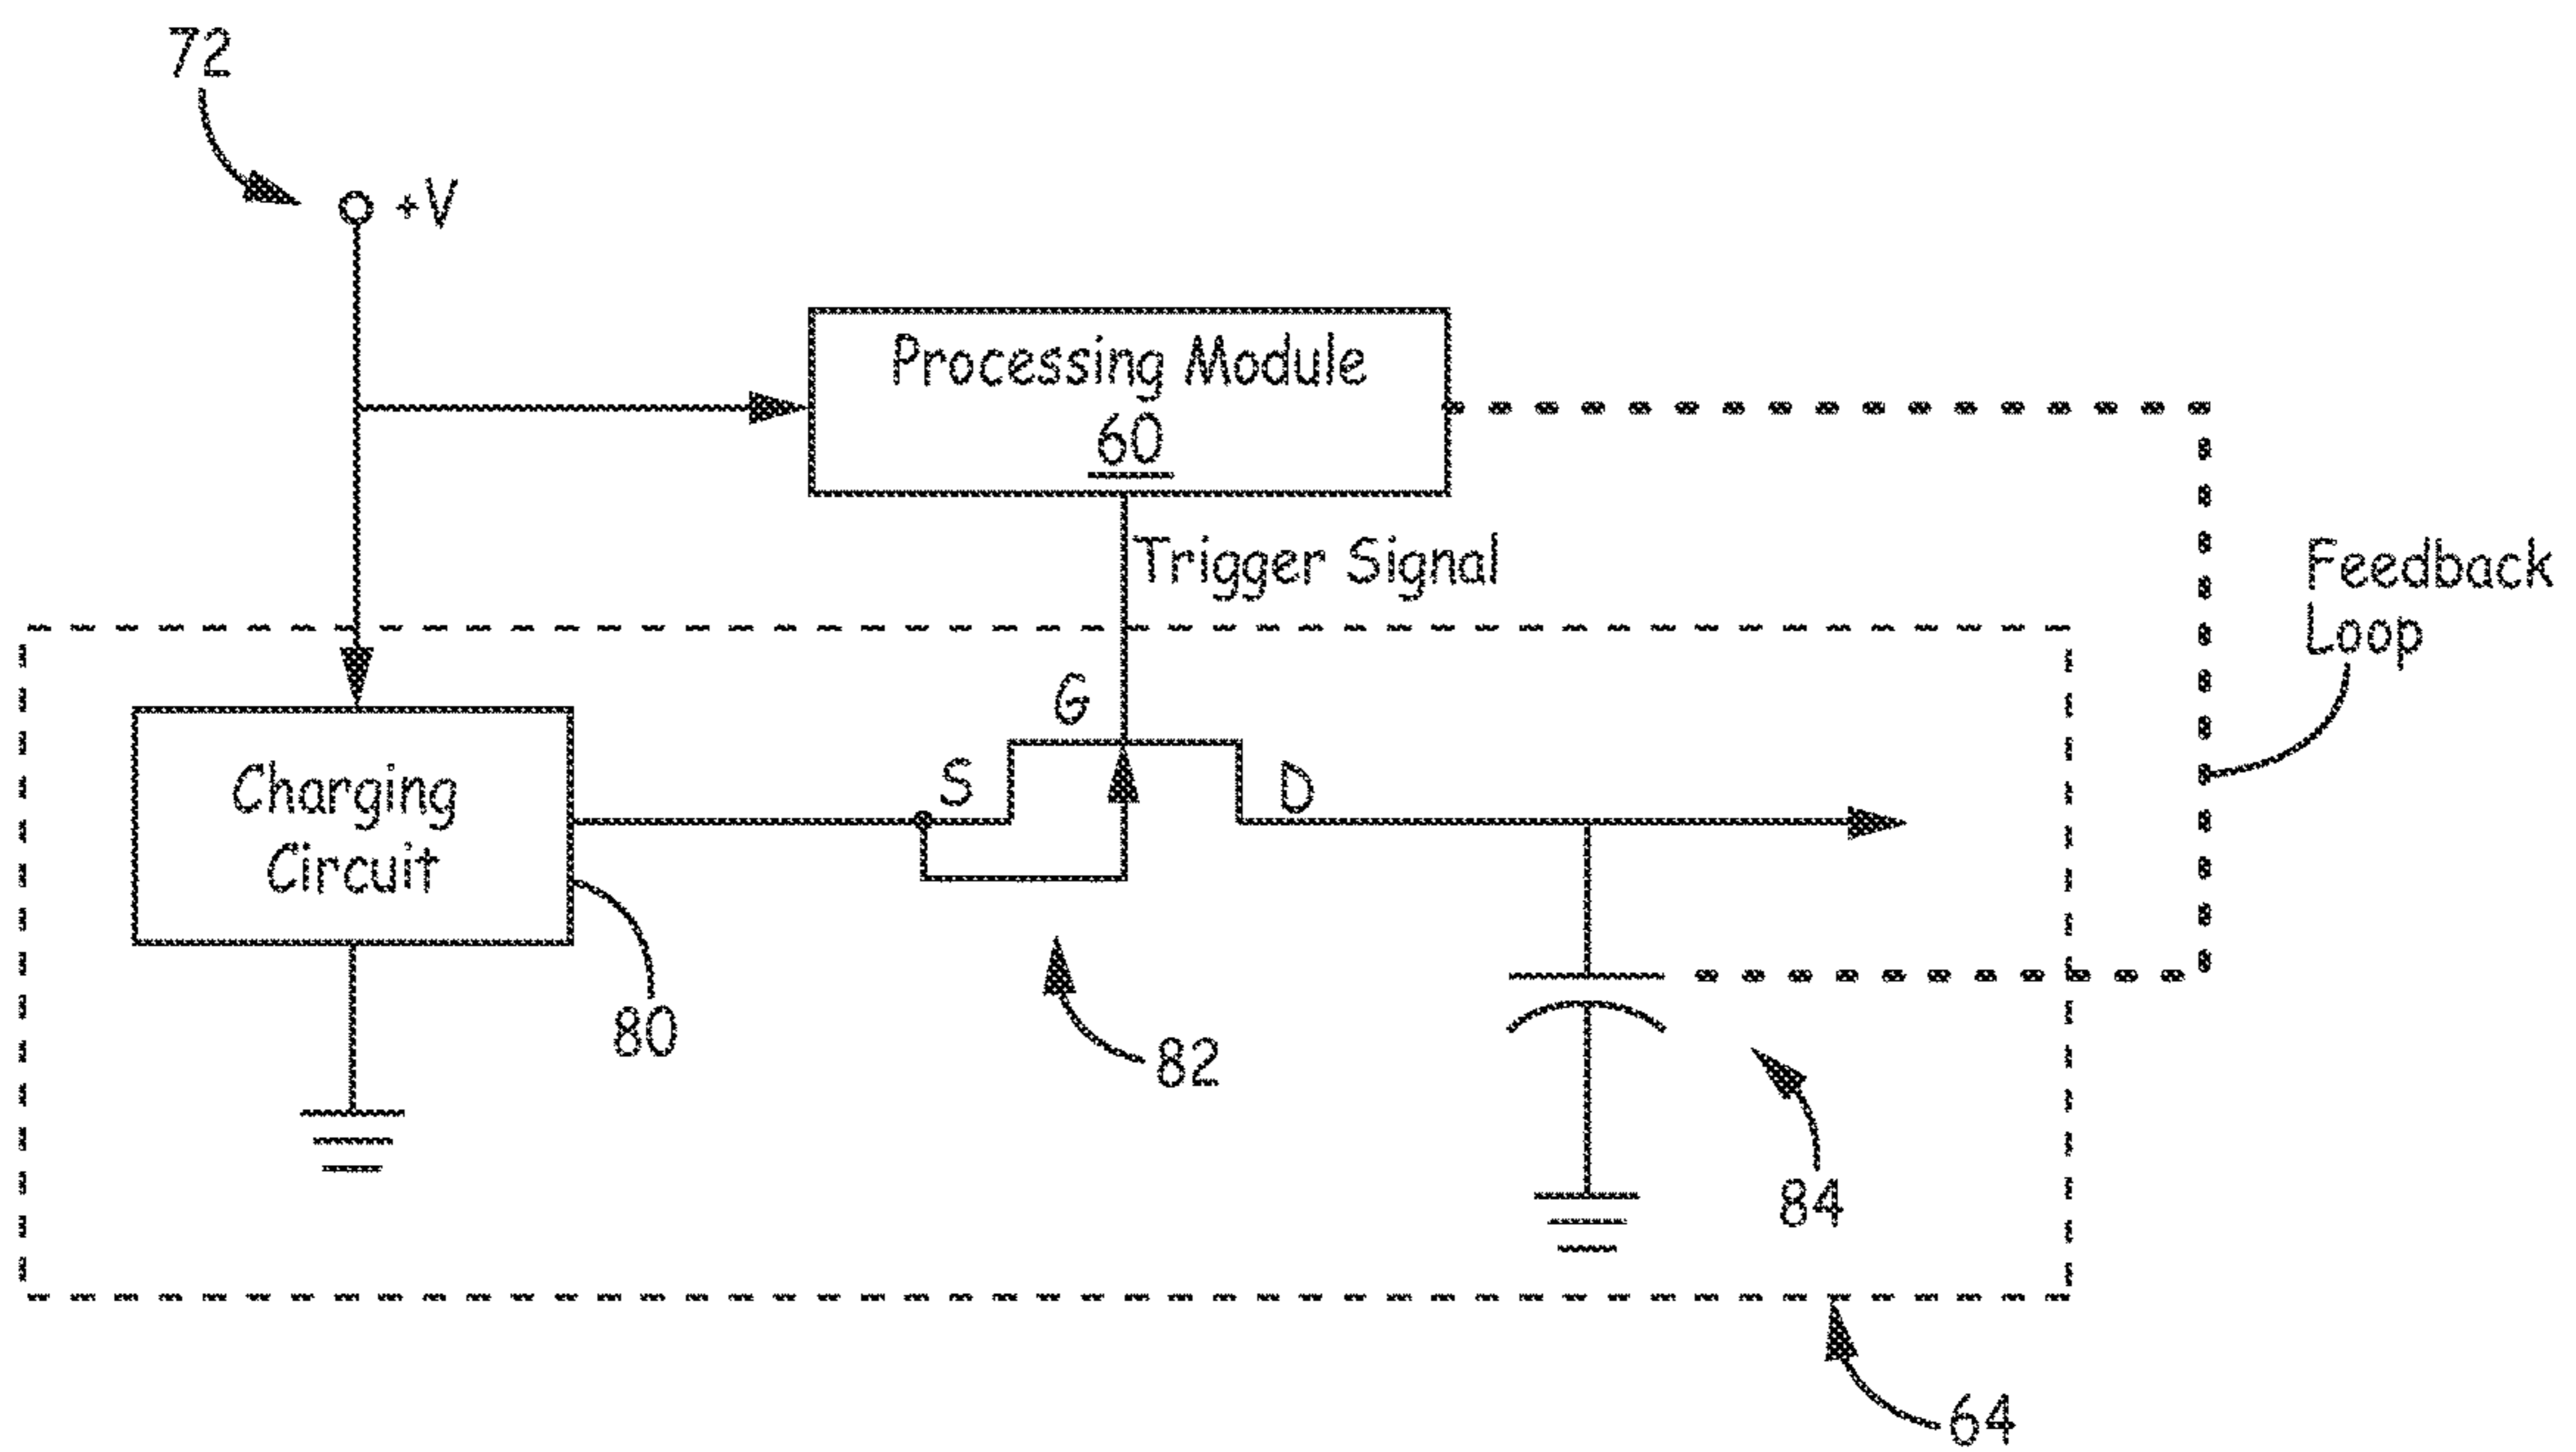 72
+V
Processing Module
60
Trigger Signal
Feedback
Loop
G
S
D
Charging
Circuit
80
82
84
64